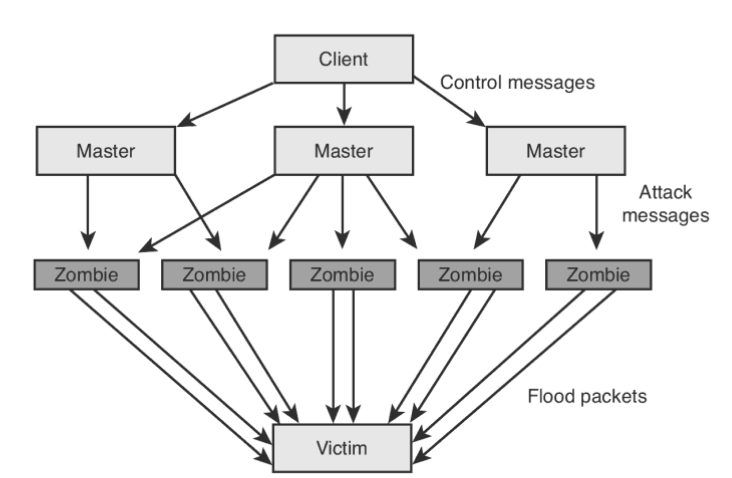 Client
Control messages
Master
Master
Master
Attack
messages
Zombie
Zombie
Zombie
Zombie
Zombie
Flood packets
Victim